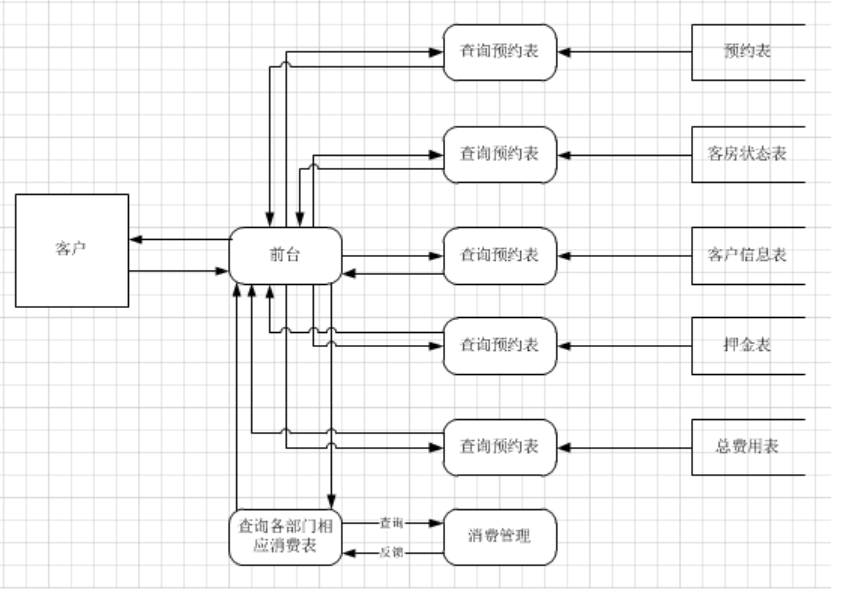 查询预约表
预约表
查询预约表
客房状态表
客户
前台
查询预约表
客户信息表
查询预约表
押金表
查询预约表
总费用表
查询各部门相
应消费表
查询
反馈
消费管理